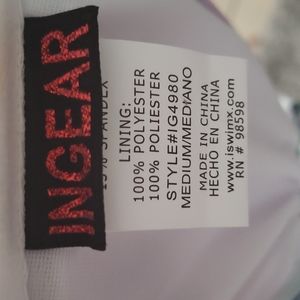 INGEAR
SPANDEX
LINING:
100% POLYESTER
100% POLIESTER
STYLE#IG4980
MEDIUM/MEDIANO
MADE IN CHINA
HECHO EN CHINA
www.iswimx.com
RN # 98598